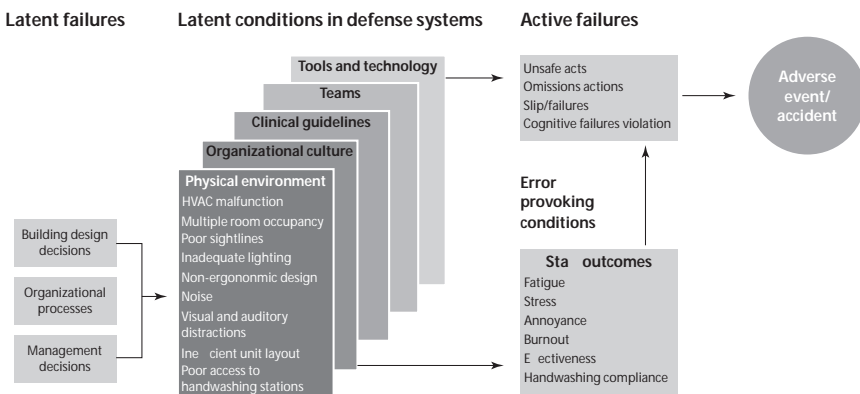 Latent failures
Latent conditions in defense systems
Active failures
Building design
decisions
Organizational
processes
Management
decisions
Tools and technology
Teams
Clinical guidelines
Organizational culture
Physical environment
HVAC malfunction
Multiple room occupancy
Poor sightlines
Inadequate lighting
Non-ergononmic design
Noise
Visual and auditory
distractions
Ine cient unit layout
Poor access to
handwashing stations
Unsafe acts
Omissions actions
Slip/failures
Cognitive failures violation
Error
provoking
conditions
Sta outcomes
Fatigue
Stress
Annoyance
Burnout
E ectiveness
Handwashing compliance
Adverse
event/
accident